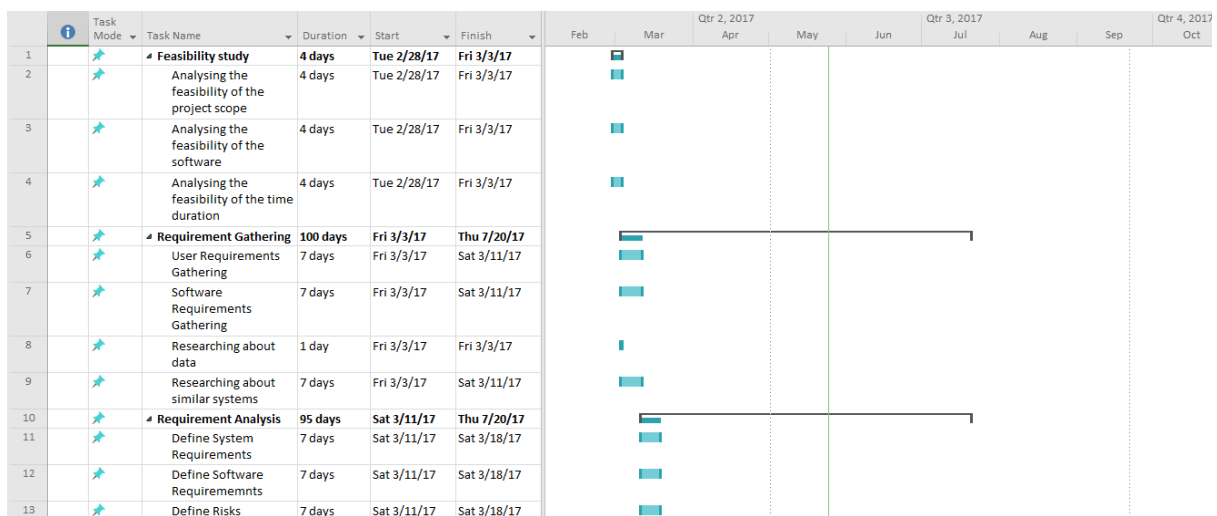 Qtr 2, 2017 Qtr 3, 2017 Qtr 4, 2017
Task
Mode Task Name Duration Start Finish Feb Mar Apr May Jun Jul Aug Sep Oct
1 Feasibility study 4 days Tue 2/28/17 Fri 3/3/17
2 Analysing the 4 days Tue 2/28/17 Fri 3/3/17
feasibility of the
project scope
3 Analysing the 4 days Tue 2/28/17 Fri 3/3/17
feasibility of the
software
4 Analysing the 4 days Tue 2/28/17 Fri 3/3/17
feasibility of the time
duration
5 Requirement Gathering 100 days Fri 3/3/17 Thu 7/20/17
6 User Requirements 7 days Fri 3/3/17 Sat 3/11/17
Gathering
7 Software 7 days Fri 3/3/17 Sat 3/11/17
Requirements
Gathering
8 Researching about 1 day Fri 3/3/17 Fri 3/3/17
data
9 Researching about 7 days Fri 3/3/17 Sat 3/11/17
similar systems
10 Requirement Analysis 95 days Sat 3/11/17 Thu 7/20/17
11 Define System 7 days Sat 3/11/17 Sat 3/18/17
Requirements
12 Define Software 7 days Sat 3/11/17 Sat 3/18/17
Requirememnts
13 Define Risks 7 days Sat 3/11/17 Sat 3/18/17